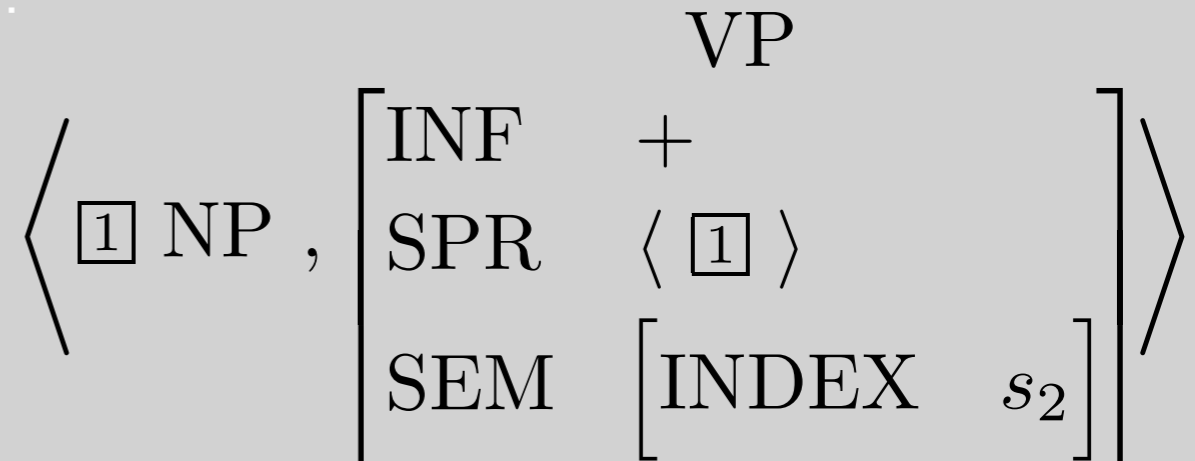 VP
INF +
⟨ 1 NP , SPR ⟨ 1 ⟩ ⟩
SEM [INDEX s₂]